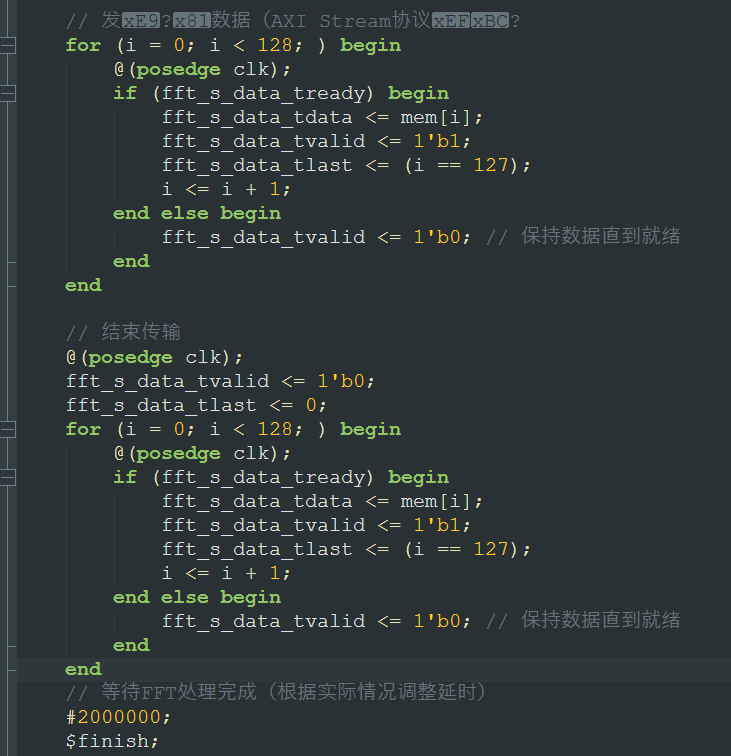 // 发xE9?x81数据（AXI Stream协议xEFxBC?
for (i = 0; i < 128; ) begin
@(posedge clk);
if (fft_s_data_tready) begin
fft_s_data_tdata <= mem[i];
fft_s_data_tvalid <= 1'b1;
fft_s_data_tlast <= (i == 127);
i <= i + 1;
end else begin
fft_s_data_tvalid <= 1'b0; // 保持数据直到就绪
end
end
// 结束传输
@(posedge clk);
fft_s_data_tvalid <= 1'b0;
fft_s_data_tlast <= 0;
for (i = 0; i < 128; ) begin
@(posedge clk);
if (fft_s_data_tready) begin
fft_s_data_tdata <= mem[i];
fft_s_data_tvalid <= 1'b1;
fft_s_data_tlast <= (i == 127);
i <= i + 1;
end else begin
fft_s_data_tvalid <= 1'b0; // 保持数据直到就绪
end
end
// 等待FFT处理完成（根据实际情况调整延时）
#2000000;
$finish;